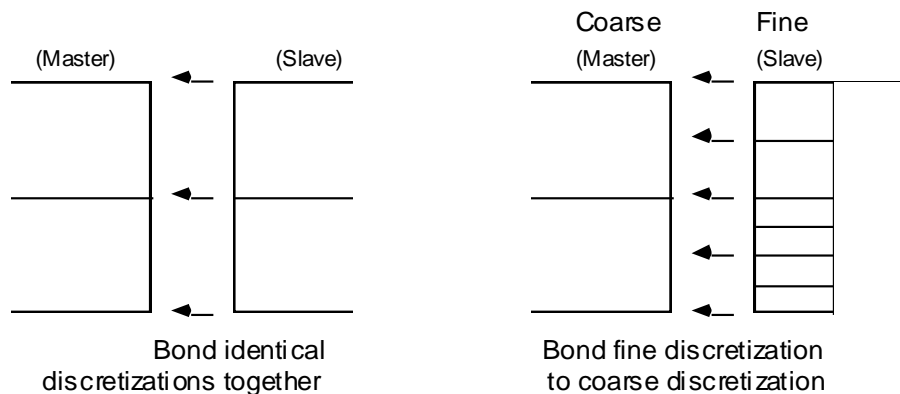 Coarse Fine
(Master) (Slave) (Master) (Slave)
Bond identical
discretizations together
Bond fine discretization
to coarse discretization